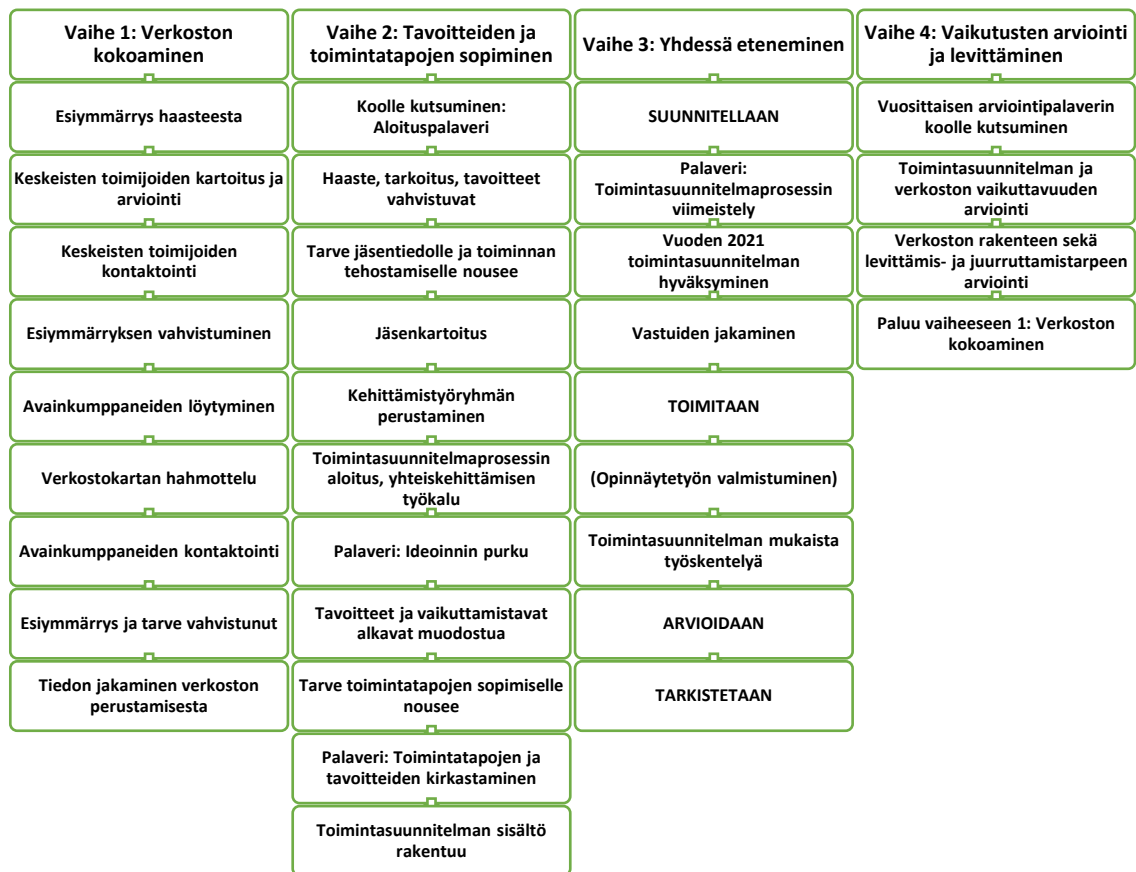 Vaihe 1: Verkoston
kokoaminen
Esiymmärrys haasteesta
Keskeisten toimijoiden kartoitus ja
arviointi
Keskeisten toimijoiden
kontaktointi
Esiymmärryksen vahvistuminen
Avainkumppaneiden löytyminen
Verkostokartan hahmottelu
Avainkumppaneiden kontaktointi
Esiymmärrys ja tarve vahvistunut
Tiedon jakaminen verkoston
perustamisesta
Vaihe 2: Tavoitteiden ja
toimintatapojen sopiminen
Koolle kutsuminen:
Aloituspalaveri
Haaste, tarkoitus, tavoitteet
vahvistuvat
Tarve jäsentiedolle ja toiminnan
tehostamiselle nousee
Jäsenkartoitus
Kehittämistyöryhmän
perustaminen
Toimintasuunnitelmaprosessin
aloitus, yhteiskehittämisen
työkalu
Palaveri: Ideoinnin purku
Tavoitteet ja vaikuttamistavat
alkavat muodostua
Tarve toimintatapojen sopimiselle
nousee
Palaveri: Toimintatapojen ja
tavoitteiden kirkastaminen
Toimintasuunnitelman sisältö
rakentuu
Vaihe 3: Yhdessä eteneminen
SUUNNITELLAAN
Palaveri:
Toimintasuunnitelmaprosessin
viimeistely
Vuoden 2021
toimintasuunnitelman
hyväksyminen
Vastuiden jakaminen
TOIMITAAN
(Opinnäytetyön valmistuminen)
Toimintasuunnitelman mukaista
työskentelyä
ARVIOIDAAN
TARKISTETAAN
Vaihe 4: Vaikutusten arviointi
ja levittäminen
Vuosittaisen arviointipalaverin
koolle kutsuminen
Toimintasuunnitelman ja
verkoston vaikuttavuuden
arviointi
Verkoston rakenteen sekä
levittämis- ja juurruttamistarpeen
arviointi
Paluu vaiheeseen 1: Verkoston
kokoaminen